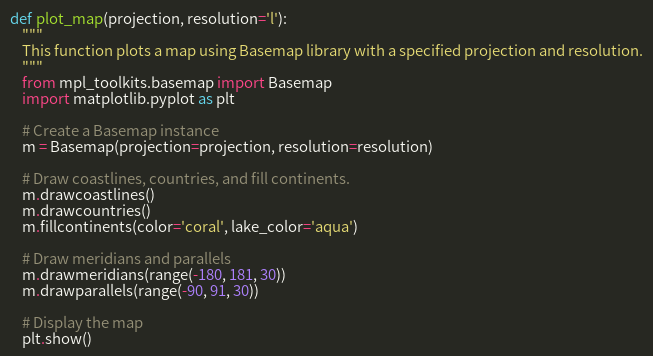 def plot_map(projection, resolution='l'):
    """
    This function plots a map using Basemap library with a specified projection and resolution.
    """
    from mpl_toolkits.basemap import Basemap
    import matplotlib.pyplot as plt

    # Create a Basemap instance
    m = Basemap(projection=projection, resolution=resolution)

    # Draw coastlines, countries, and fill continents.
    m.drawcoastlines()
    m.drawcountries()
    m.fillcontinents(color='coral', lake_color='aqua')

    # Draw meridians and parallels
    m.drawmeridians(range(-180, 181, 30))
    m.drawparallels(range(-90, 91, 30))

    # Display the map
    plt.show()